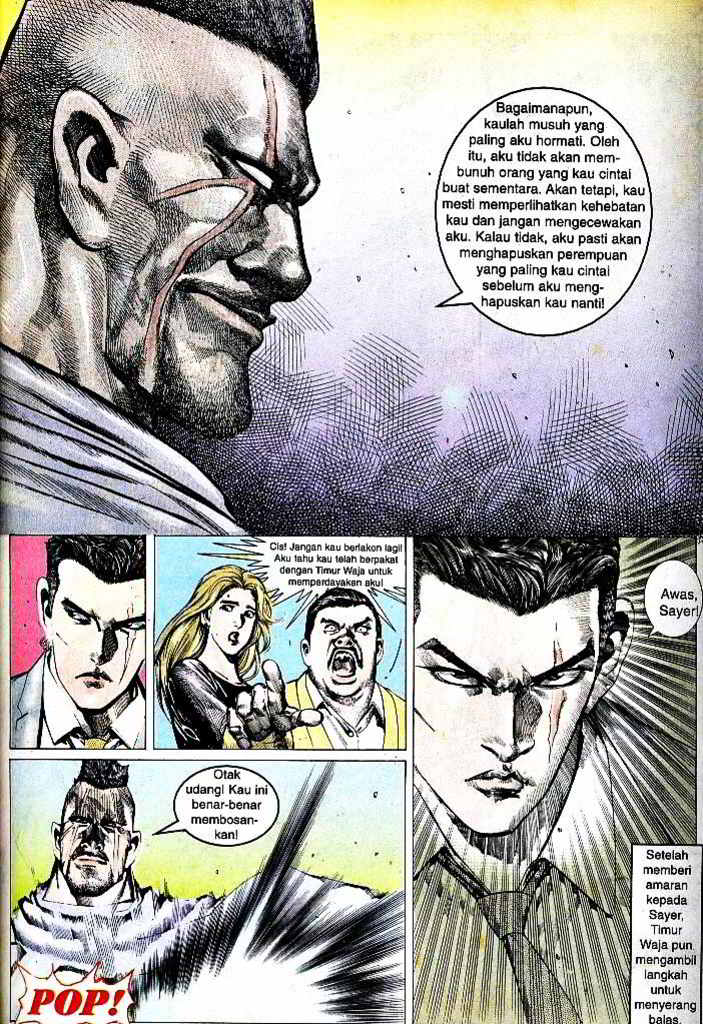 Bagaimanapun,
kaulah musuh yang
paling aku hormati. Oleh
itu, aku tidak akan mem-
bunuh orang yang kau cintai
buat sementara. Akan tetapi, kau
mesti memperlihatkan kehebatan
kau dan jangan mengecewakan
aku. Kalau tidak, aku pasti akan
menghapuskan perempuan
yang paling kau cintai
sebelum aku meng-
hapuskan kau nanti!
Cis! Jangan kau berlakon lagi!
Aku tahu kau telah berpakat
dengan Timur Waja untuk
memperdayakan aku!
Awas,
Sayer!
Otak
udang! Kau ini
benar-benar
membosan-
kan!
POP!
Setelah
memberi
amaran
kepada
Sayer,
Timur
Waja pun
mengambil
langkah
untuk
menyerang
balas.